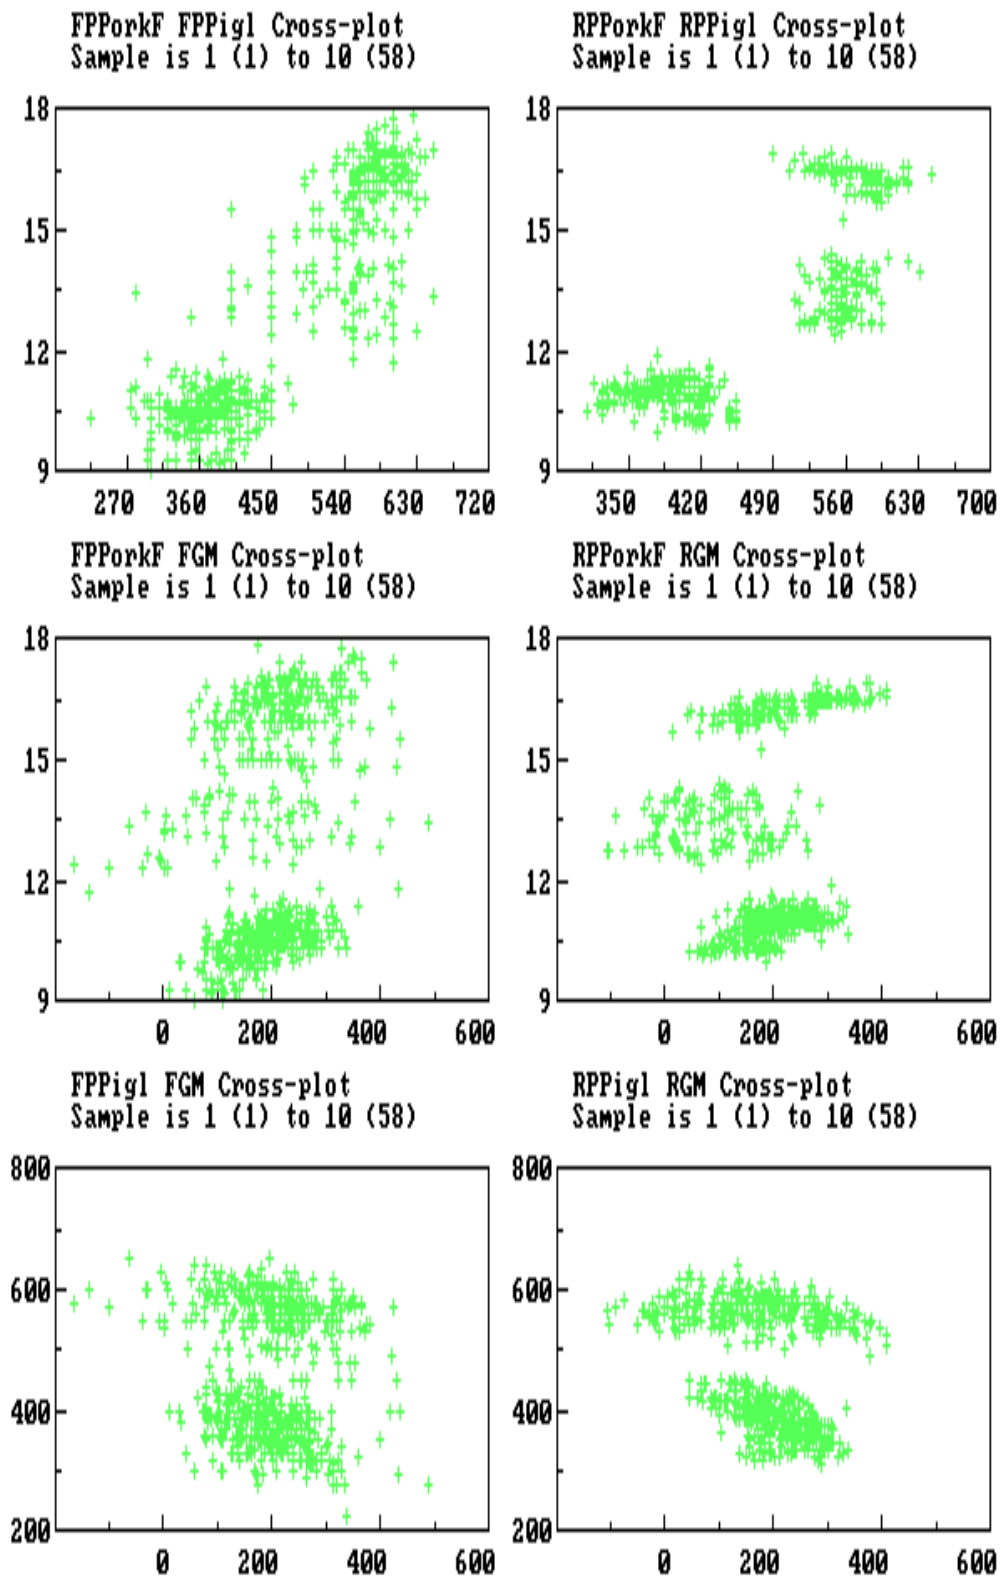 FPPorkF FPPigl Cross-plot
Sample is 1 (1) to 10 (58)
18
15
12
9
270 360 450 540 630 720
RPPorkF RPPigl Cross-plot
Sample is 1 (1) to 10 (58)
18
15
12
9
350 420 490 560 630 700
FPPorkF FGM Cross-plot
Sample is 1 (1) to 10 (58)
18
15
12
9
0 200 400 600
RPPorkF RGM Cross-plot
Sample is 1 (1) to 10 (58)
18
15
12
9
0 200 400 600
FPPigl FGM Cross-plot
Sample is 1 (1) to 10 (58)
800
600
400
200
0 200 400 600
RPPigl RGM Cross-plot
Sample is 1 (1) to 10 (58)
800
600
400
200
0 200 400 600